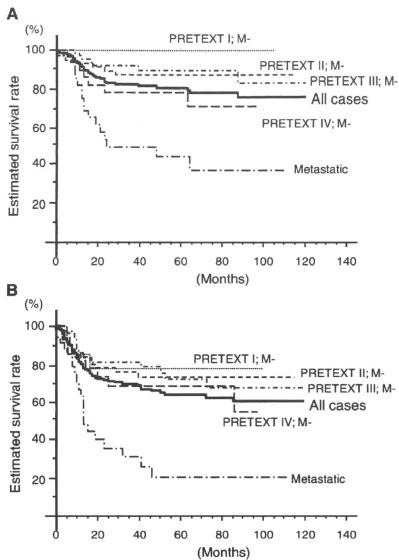 A
(%)
PRETEXT I; M-
100
PRETEXT II; M-
80
PRETEXT III; M-
All cases
60
PRETEXT IV; M-
40
Metastatic
20
Estimated survival rate
0 20 40 60 80 100 120 140
(Months)
B
(%)
100
80
PRETEXT I; M-
PRETEXT II; M-
PRETEXT III; M-
60
All cases
PRETEXT IV; M-
40
20
Metastatic
Estimated survival rate
0 20 40 60 80 100 120 140
(Months)